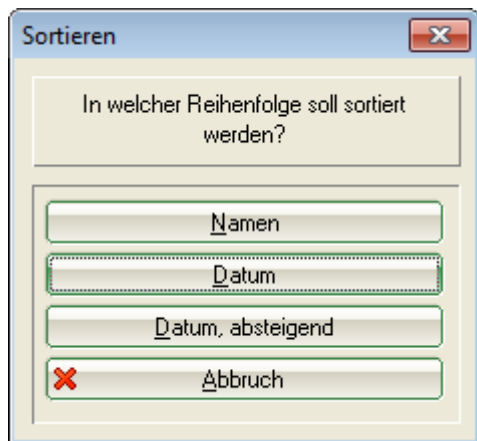 Sortieren
In welcher Reihenfolge soll sortiert
werden?
Namen
Datum
Datum, absteigend
Abbruch